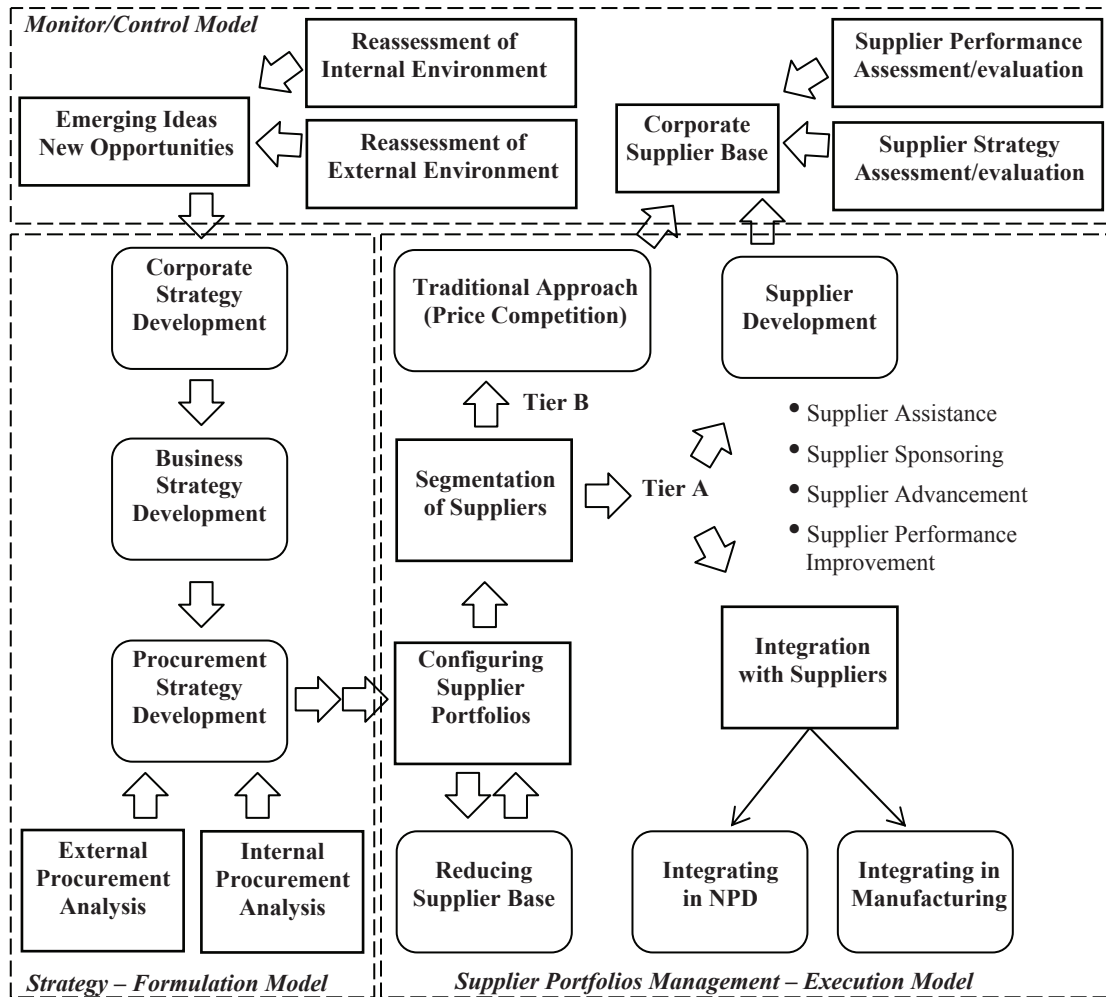 Monitor/Control Model
Reassessment of
Internal Environment
Supplier Performance
Assessment/evaluation
Emerging Ideas
New Opportunities
Reassessment of
External Environment
Corporate
Supplier Base
Supplier Strategy
Assessment/evaluation
Corporate
Strategy
Development
Traditional Approach
(Price Competition)
Supplier
Development
Tier B
• Supplier Assistance
• Supplier Sponsoring
• Supplier Advancement
• Supplier Performance
Improvement
Business
Strategy
Development
Segmentation
of Suppliers
Tier A
Procurement
Strategy
Development
Configuring
Supplier
Portfolios
Integration
with Suppliers
External
Procurement
Analysis
Internal
Procurement
Analysis
Reducing
Supplier Base
Integrating
in NPD
Integrating in
Manufacturing
Strategy – Formulation Model
Supplier Portfolios Management – Execution Model